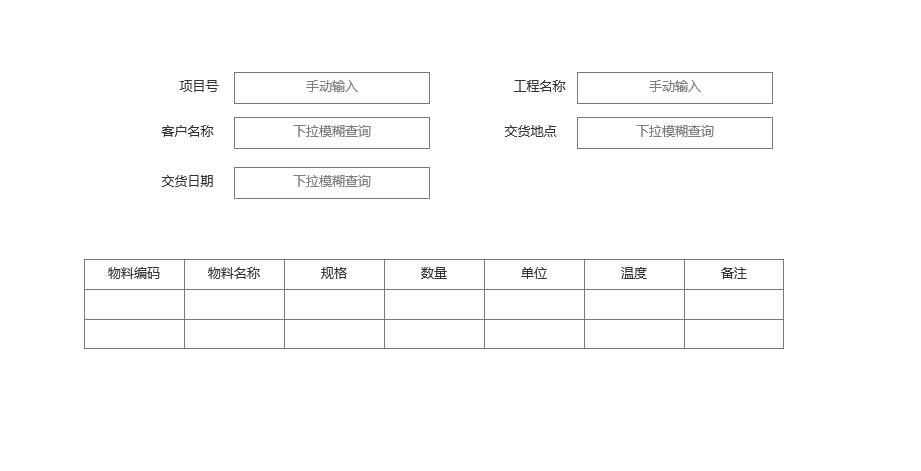 项目号 手动输入 工程名称 手动输入
客户名称 下拉模糊查询 交货地点 下拉模糊查询
交货日期 下拉模糊查询
物料编码 物料名称 规格 数量 单位 温度 备注